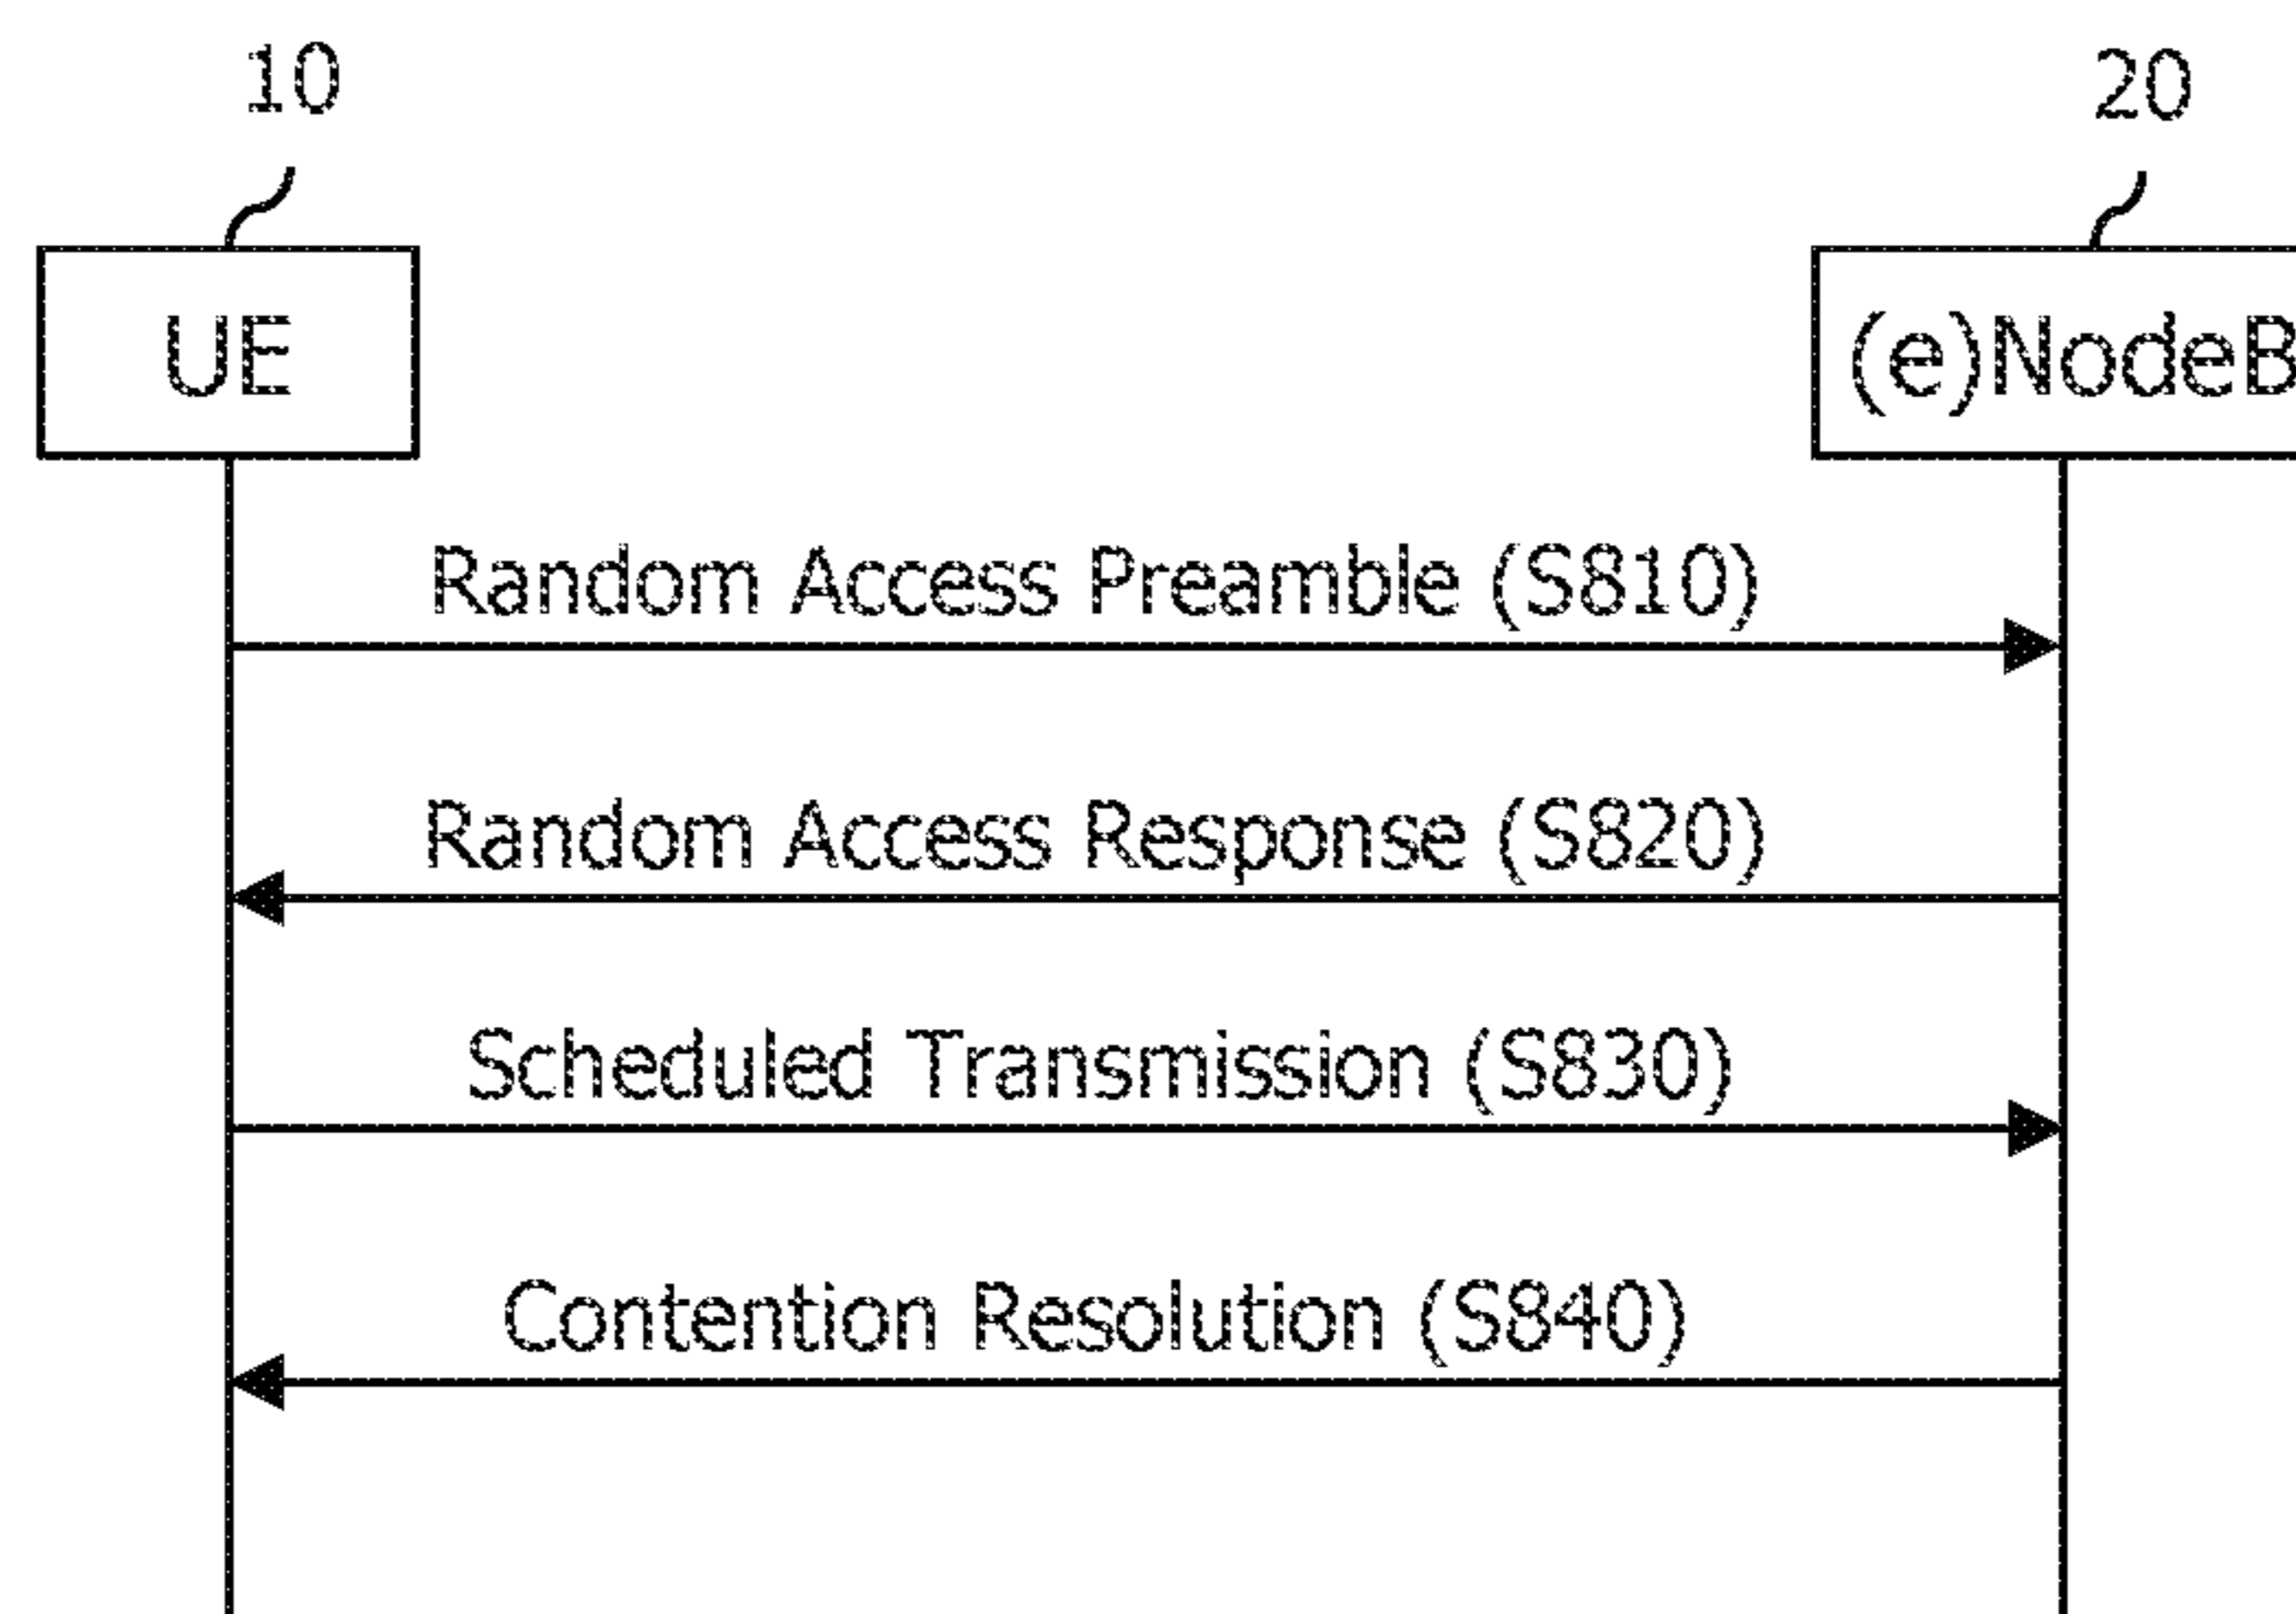 10
20
UE
(e)NodeB
Random Access Preamble (S810)
Random Access Response (S820)
Scheduled Transmission (S830)
Contention Resolution (S840)